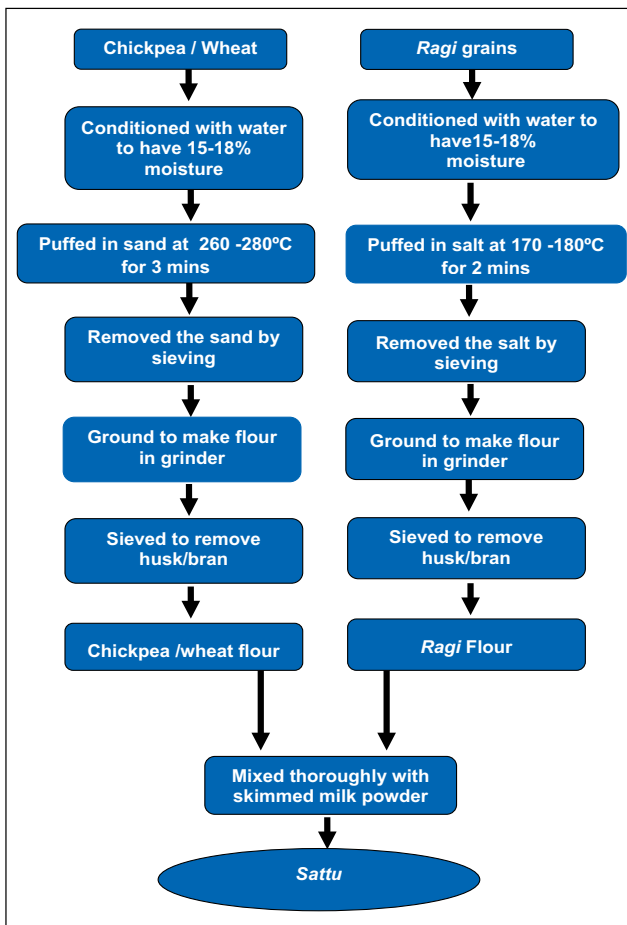 Chickpea / Wheat
Conditioned with water
to have 15-18%
moisture
Puffed in sand at 260 -280ºC
for 3 mins
Removed the sand by
sieving
Ground to make flour
in grinder
Sieved to remove
husk/bran
Chickpea /wheat flour
Ragi grains
Conditioned with water to
have15-18%
moisture
Puffed in salt at 170 -180ºC
for 2 mins
Removed the salt by
sieving
Ground to make flour
in grinder
Sieved to remove
husk/bran
Ragi Flour
Mixed thoroughly with
skimmed milk powder
Sattu